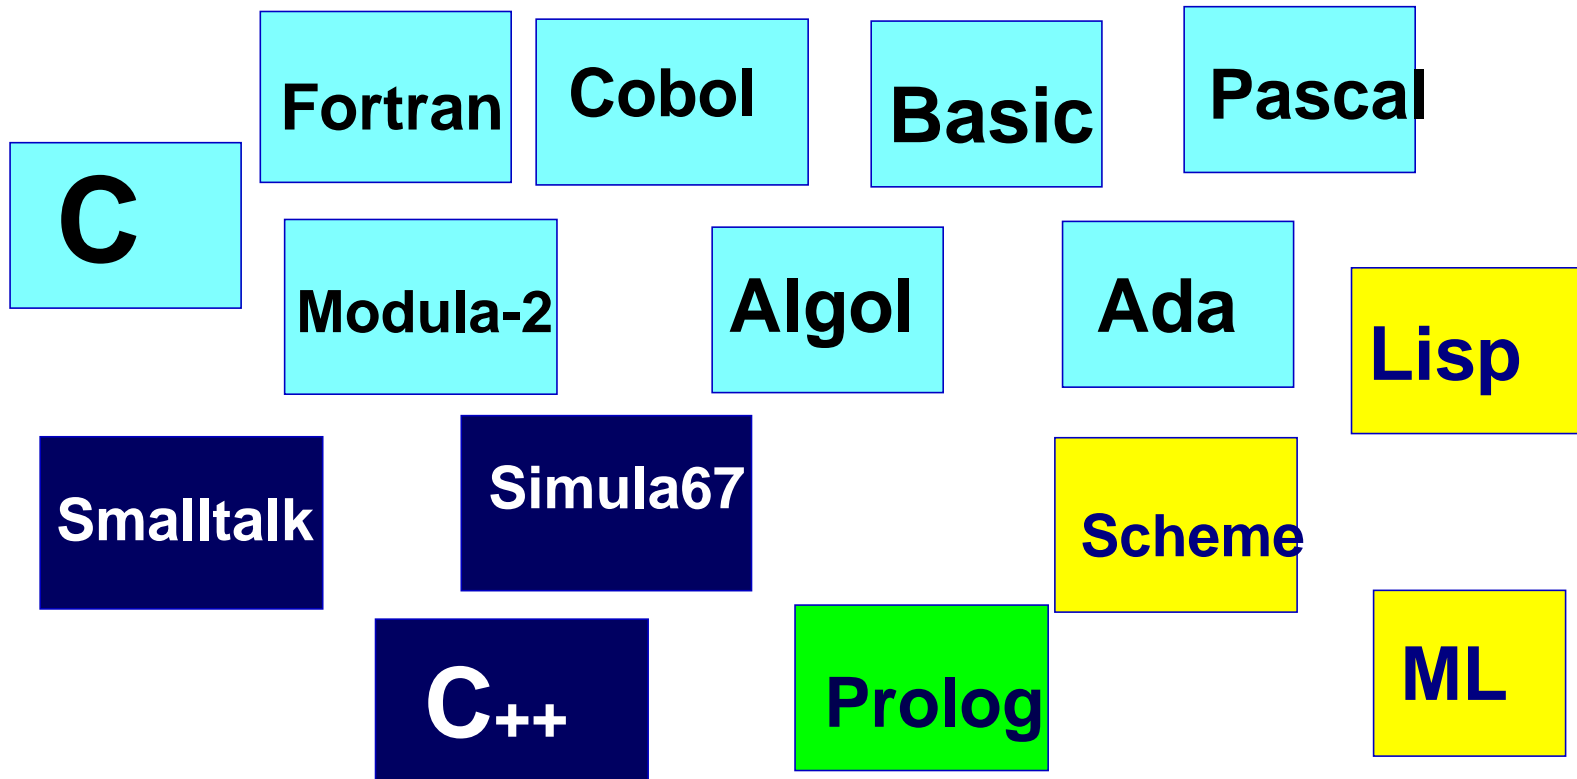 Fortran
Cobol
Basic
Pascal
C
Modula-2
Algol
Ada
Lisp
Smalltalk
Simula67
Scheme
C++
Prolog
ML